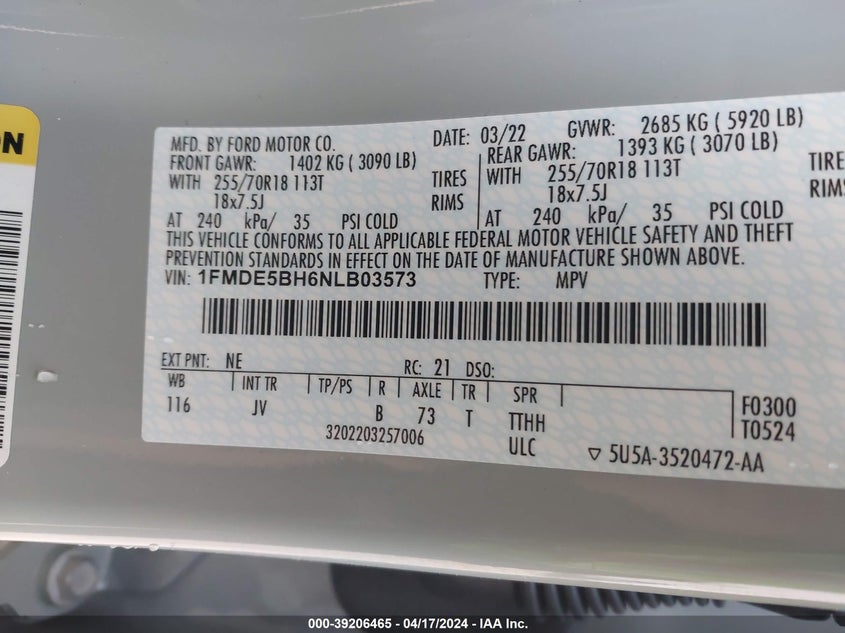 ON
MFD. BY FORD MOTOR CO. DATE: 03/22 GVWR: 2685 KG ( 5920 LB)
FRONT GAWR: 1402 KG ( 3090 LB) REAR GAWR: 1393 KG ( 3070 LB)
WITH 255/70R18 113T TIRES WITH 255/70R18 113T TIRE
18x7.5J RIMS 18x7.5J RIMS
AT 240 kPa/ 35 PSI COLD AT 240 kPa/ 35 PSI COLD
THIS VEHICLE CONFORMS TO ALL APPLICABLE FEDERAL MOTOR VEHICLE SAFETY AND THEFT
PREVENTION STANDARDS IN EFFECT ON THE DATE OF MANUFACTURE SHOWN ABOVE.
VIN: 1FMDE5BH6NLB03573 TYPE: MPV
EXT PNT: NE RC: 21 DSO:
WB INT TR TP/PS R AXLE TR SPR
116 JV B 73 T TTHH F0300
3202203257006 ULC T0524
▽ 5U5A-3520472-AA
000-39206465 - 04/17/2024 - IAA Inc.